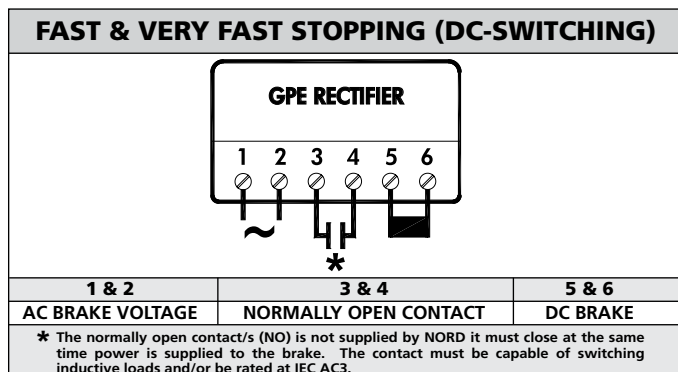 FAST & VERY FAST STOPPING (DC-SWITCHING)
GPE RECTIFIER
1 2 3 4 5 6
~
*
1 & 2 3 & 4 5 & 6
AC BRAKE VOLTAGE NORMALLY OPEN CONTACT DC BRAKE
* The normally open contact/s (NO) is not supplied by NORD it must close at the same
time power is supplied to the brake. The contact must be capable of switching
inductive loads and/or be rated at IEC AC3.